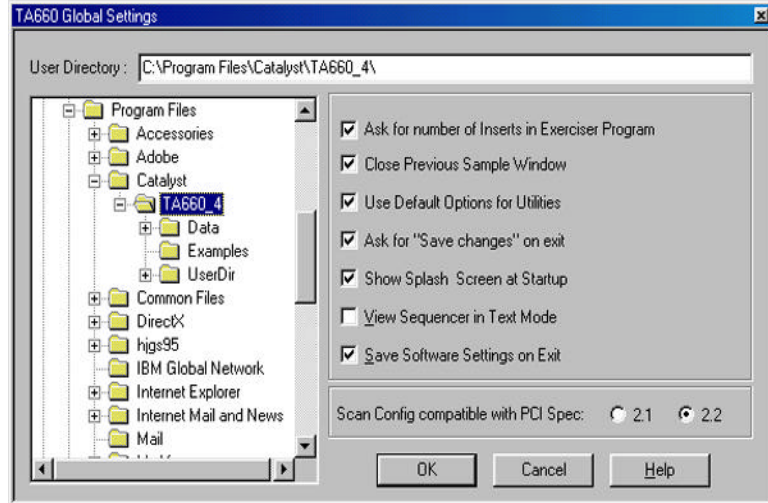 TA660 Global Settings
User Directory : C:\Program Files\Catalyst\TA660_4\
Program Files
Accessories
Adobe
Catalyst
TA660_4
Data
Examples
UserDir
Common Files
DirectX
hjgs95
IBM Global Network
Internet Explorer
Internet Mail and News
Mail
Ask for number of Inserts in Exerciser Program
Close Previous Sample Window
Use Default Options for Utilities
Ask for "Save changes" on exit
Show Splash Screen at Startup
View Sequencer in Text Mode
Save Software Settings on Exit
Scan Config compatible with PCI Spec: 2.1 2.2
OK Cancel Help